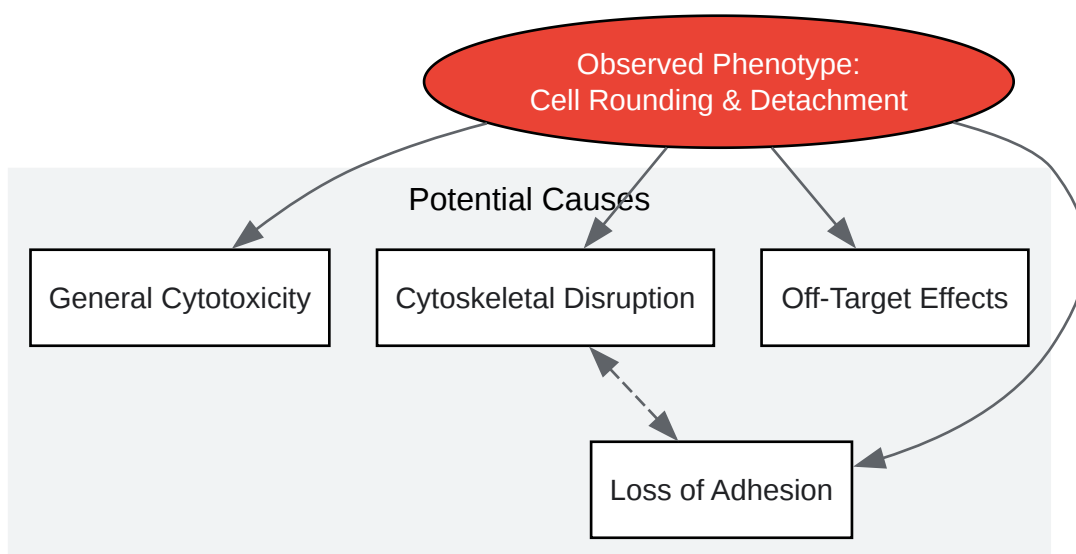 Observed Phenotype:
Cell Rounding & Detachment
Potential Causes
General Cytotoxicity
Cytoskeletal Disruption
Off-Target Effects
Loss of Adhesion